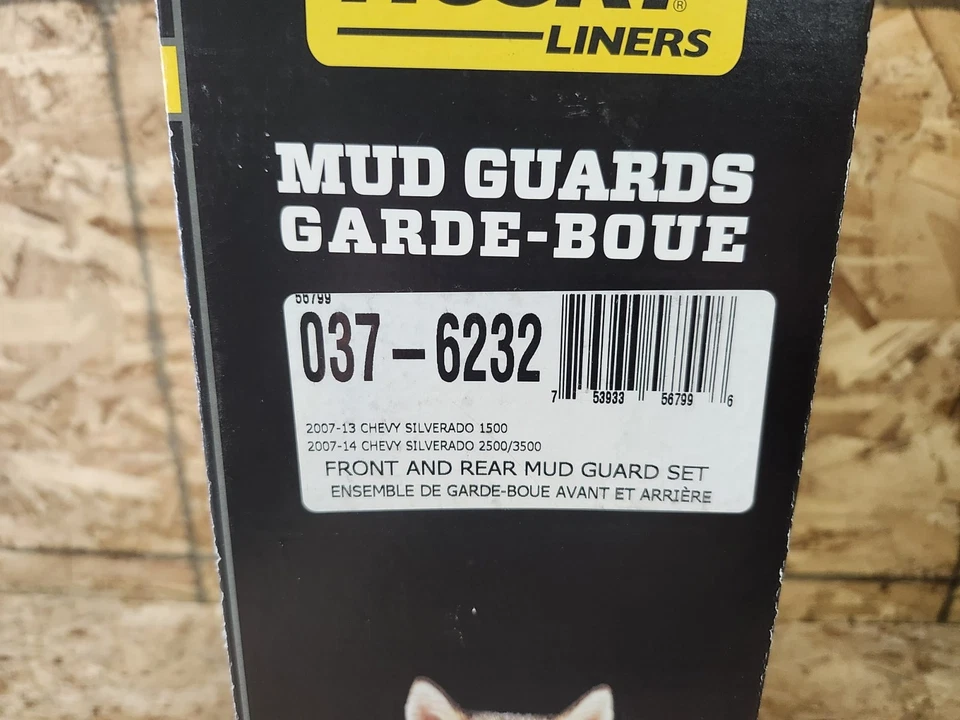 HUSKY®
LINERS
MUD GUARDS
GARDE-BOUE
56799
037-6232
7 53933 56799 6
2007-13 CHEVY SILVERADO 1500
2007-14 CHEVY SILVERADO 2500/3500
FRONT AND REAR MUD GUARD SET
ENSEMBLE DE GARDE-BOUE AVANT ET ARRIÈRE